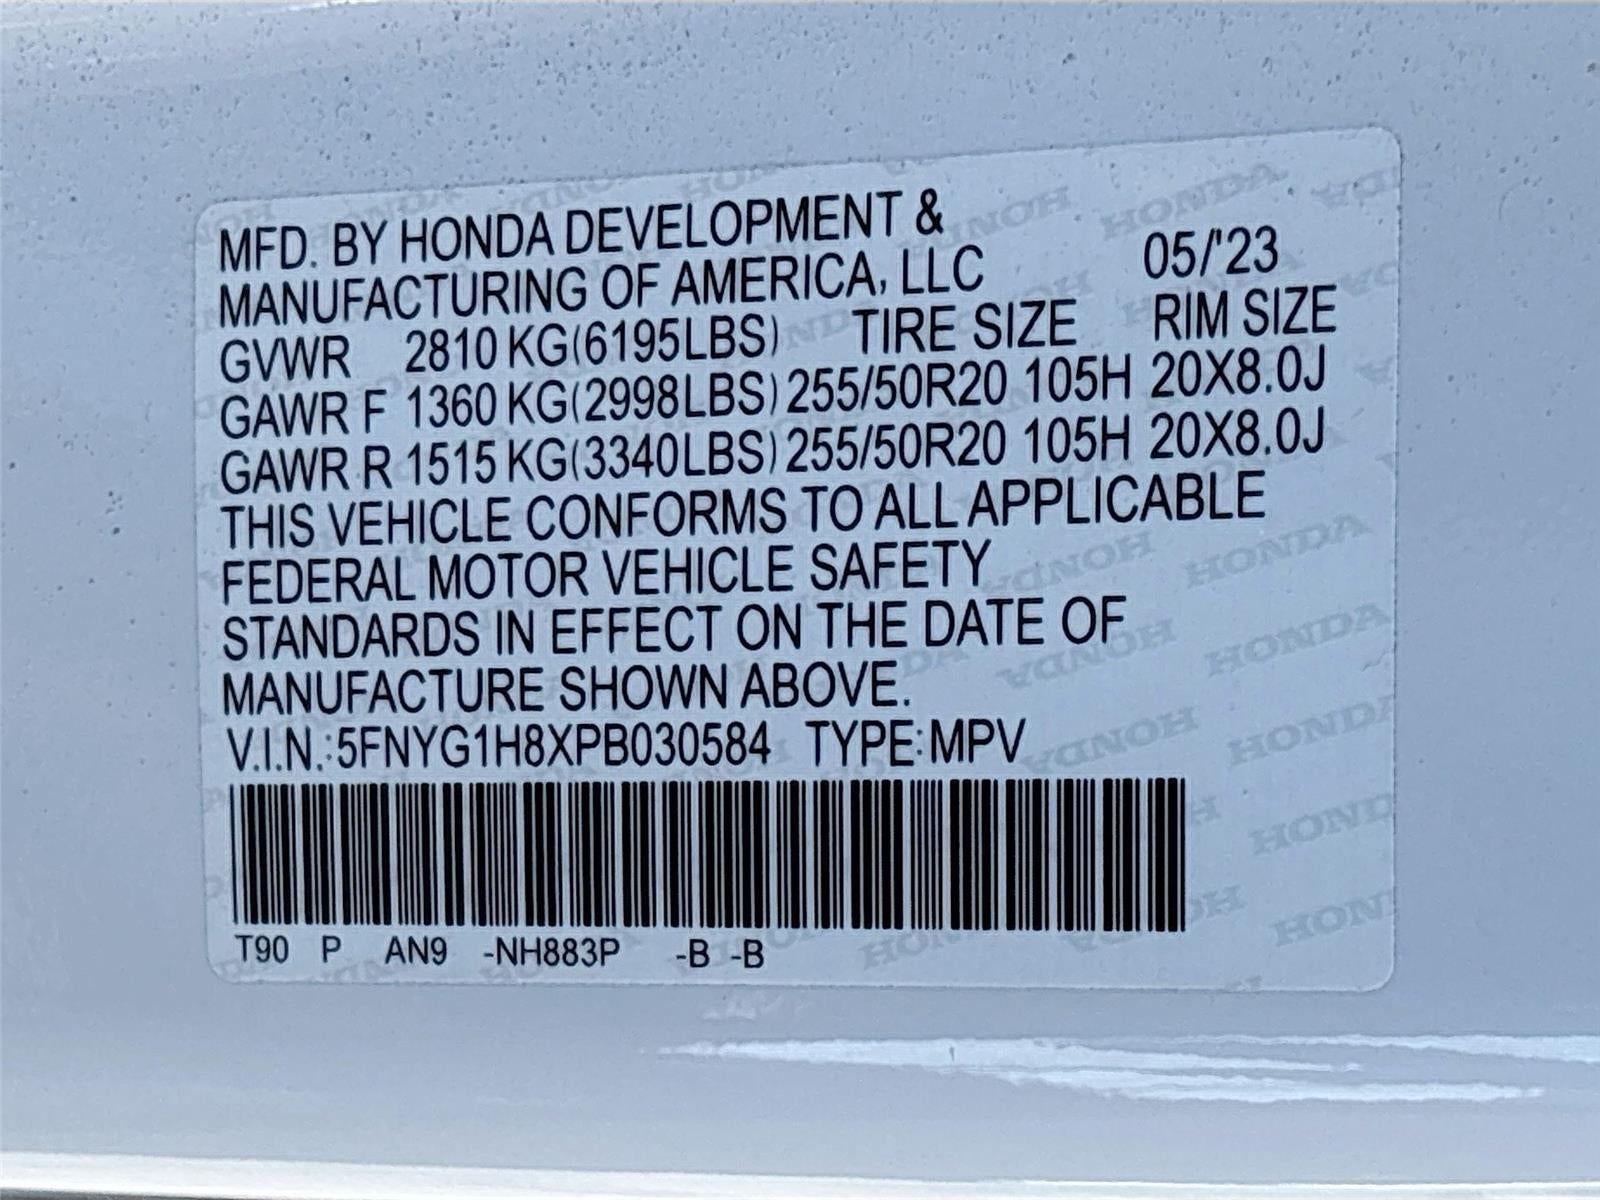 MFD. BY HONDA DEVELOPMENT &
MANUFACTURING OF AMERICA, LLC 05/'23
GVWR 2810 KG(6195LBS) TIRE SIZE RIM SIZE
GAWR F 1360 KG(2998LBS) 255/50R20 105H 20X8.0J
GAWR R 1515 KG(3340LBS) 255/50R20 105H 20X8.0J
THIS VEHICLE CONFORMS TO ALL APPLICABLE
FEDERAL MOTOR VEHICLE SAFETY
STANDARDS IN EFFECT ON THE DATE OF
MANUFACTURE SHOWN ABOVE.
V.I.N.:5FNYG1H8XPB030584 TYPE:MPV
T90 P AN9 -NH883P -B -B